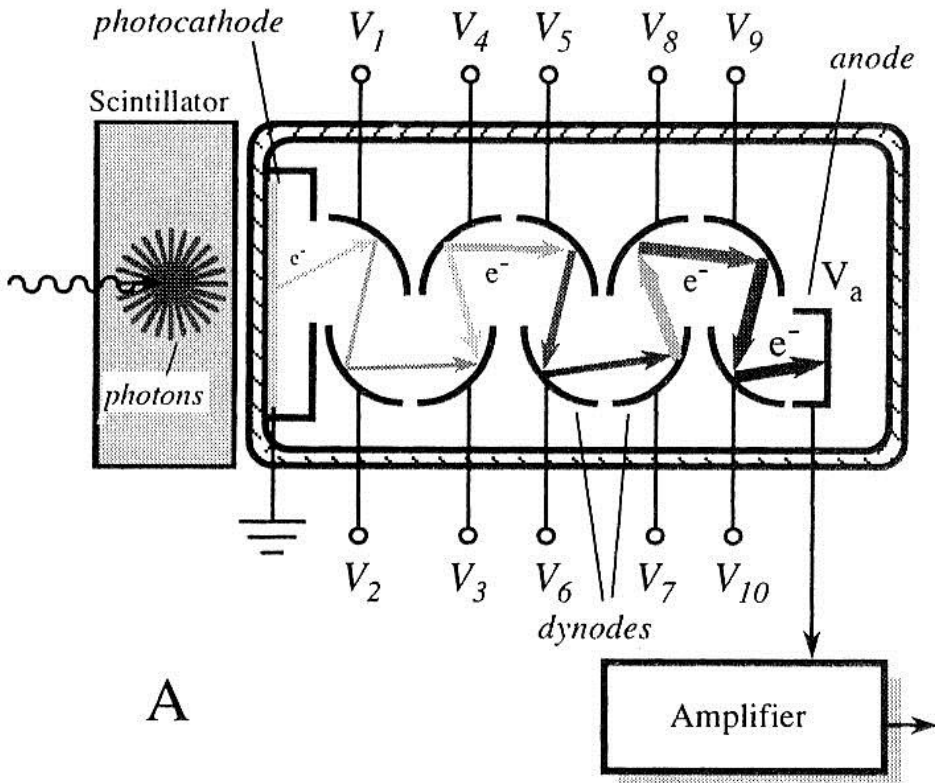 photocathode
V1 V4 V5 V8 V9
anode
Scintillator
e-
e-
e-
Va
e-
photons
V2 V3 V6 V7 V10
dynodes
A
Amplifier